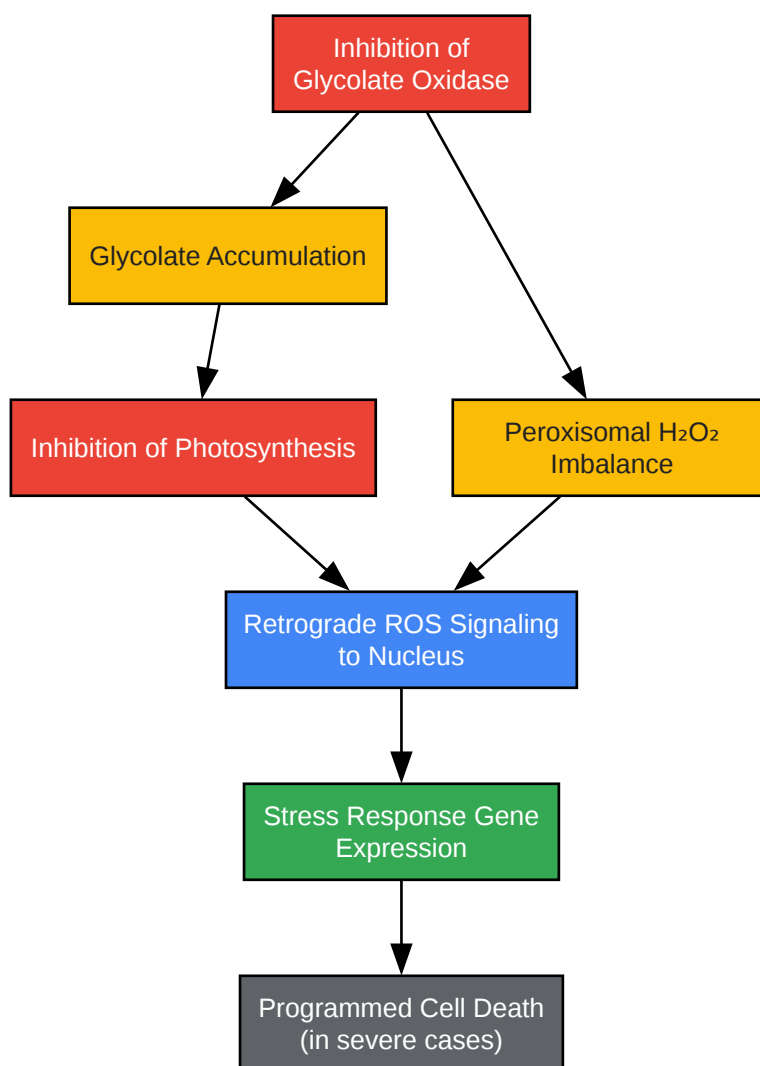 Inhibition of
Glycolate Oxidase
Glycolate Accumulation
Inhibition of Photosynthesis
Peroxisomal H₂O₂
Imbalance
Retrograde ROS Signaling
to Nucleus
Stress Response Gene
Expression
Programmed Cell Death
(in severe cases)